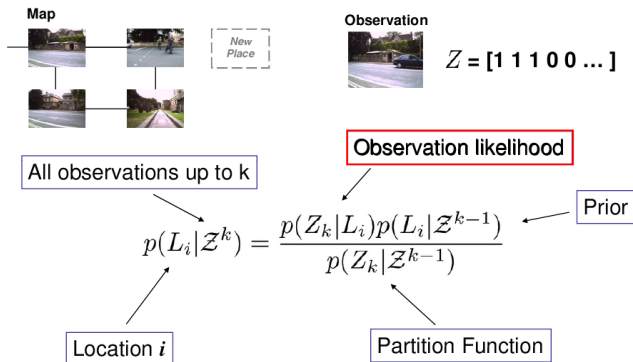 Map
New
Place
Observation
Z = [1 1 1 0 0 ... ]
Observation likelihood
All observations up to k
Prior
p(L_i|𝒵^k) = \frac{p(Z_k|L_i)p(L_i|𝒵^{k-1})}{p(Z_k|𝒵^{k-1})}
Location i
Partition Function